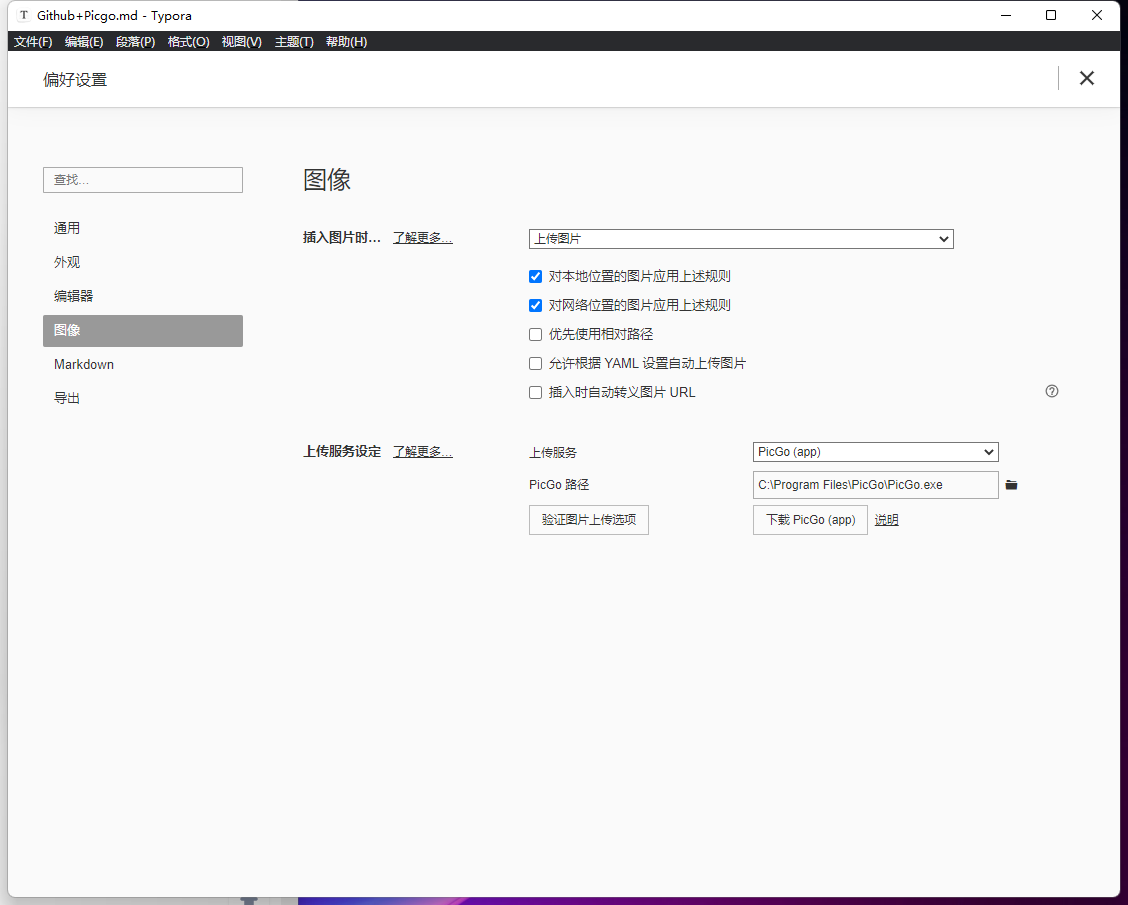 Github+Picgo.md - Typora
文件(F) 编辑(E) 段落(P) 格式(O) 视图(V) 主题(T) 帮助(H)
偏好设置
查找...
通用
外观
编辑器
图像
Markdown
导出
图像
插入图片时... 了解更多... 上传图片
对本地位置的图片应用上述规则
对网络位置的图片应用上述规则
优先使用相对路径
允许根据 YAML 设置自动上传图片
插入时自动转义图片 URL
上传服务设定 了解更多... 上传服务 PicGo (app)
PicGo 路径 C:\Program Files\PicGo\PicGo.exe
验证图片上传选项 下载 PicGo (app) 说明